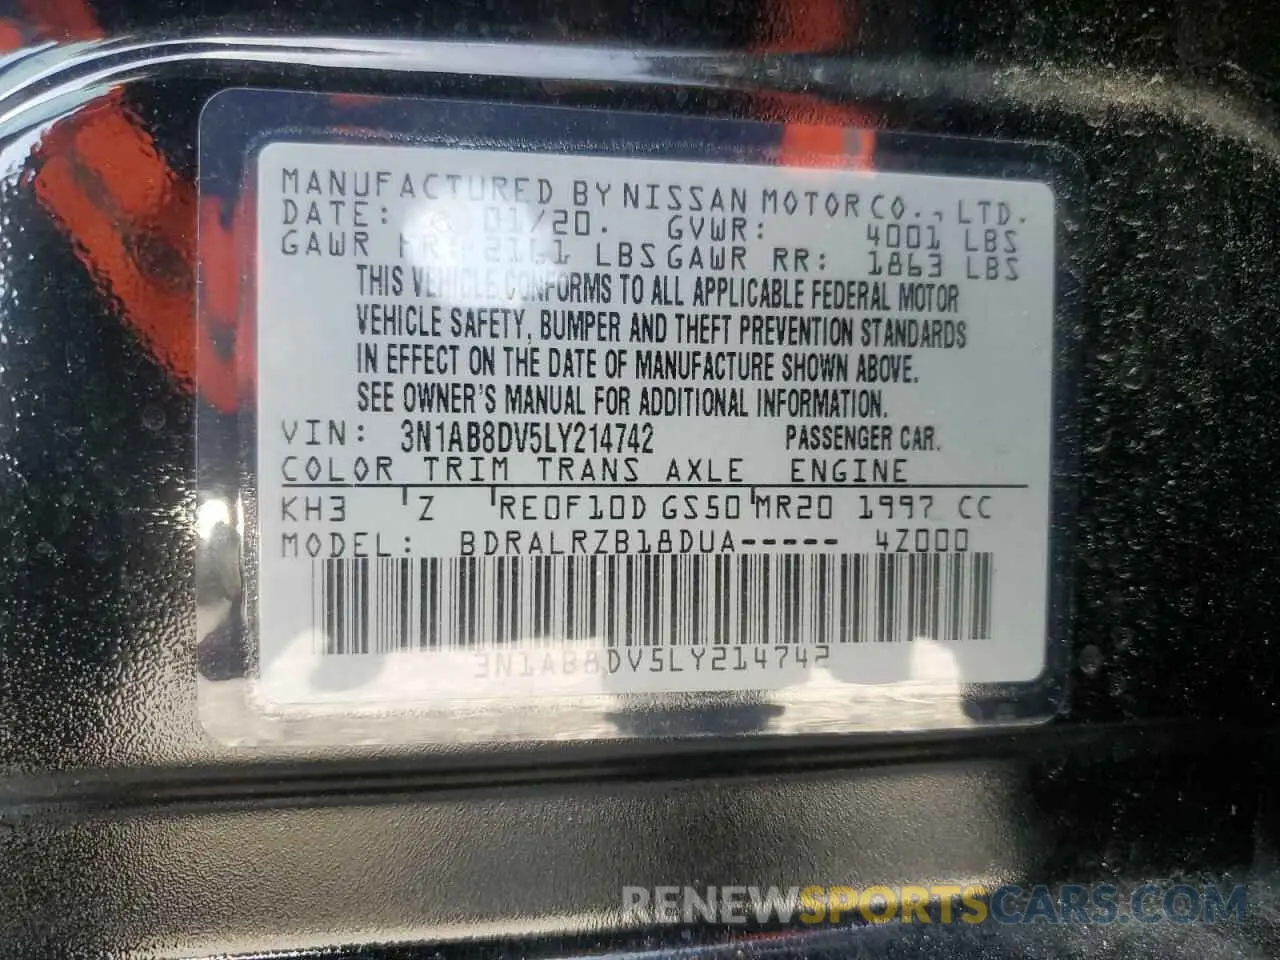 MANUFACTURED BY NISSAN MOTOR CO., LTD.
DATE: 01/20. GVWR: 4001 LBS
GAWR 2161 LBS GAWR RR: 1863 LBS
THIS VEHICLE CONFORMS TO ALL APPLICABLE FEDERAL MOTOR
VEHICLE SAFETY, BUMPER AND THEFT PREVENTION STANDARDS
IN EFFECT ON THE DATE OF MANUFACTURE SHOWN ABOVE.
SEE OWNER'S MANUAL FOR ADDITIONAL INFORMATION.
VIN: 3N1AB8DV5LY214742 PASSENGER CAR.
COLOR TRIM TRANS AXLE ENGINE
KH3 Z RE0F10D GS50 MR20 1997 CC
MODEL: BDRALRZB18DUA----- 4Z000
3N1AB8DV5LY214742
RENEWSPORTSCARS.COM